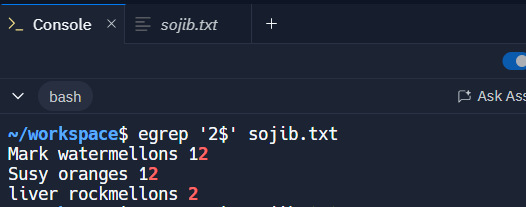 Console × sojib.txt +
bash Ask Ass
~/workspace$ egrep '2$' sojib.txt
Mark watermellons 12
Susy oranges 12
liver rockmellons 2